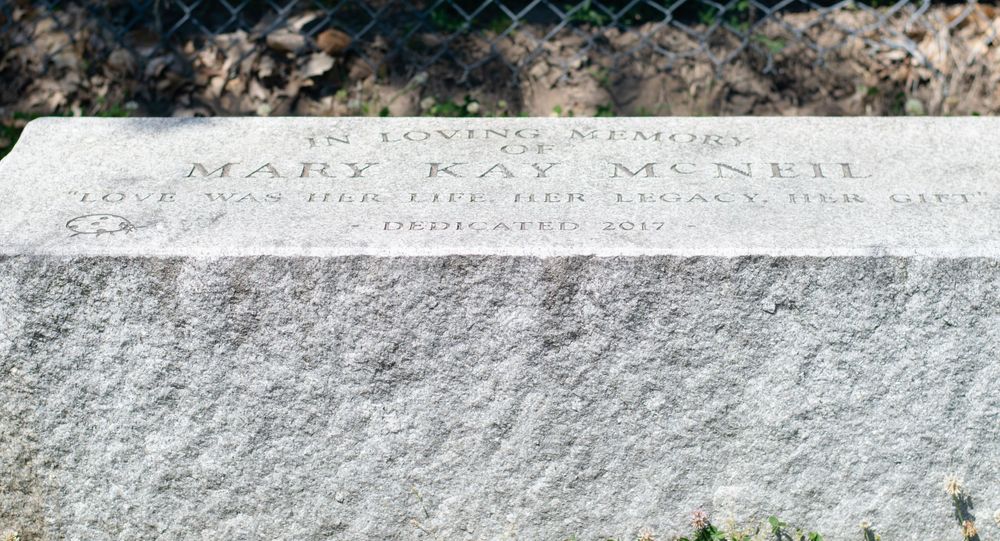 IN LOVING MEMORY
OF
MARY KAY MCNEIL
"LOVE WAS HER LIFE, HER LEGACY, HER GIFT"
- DEDICATED 2017 -